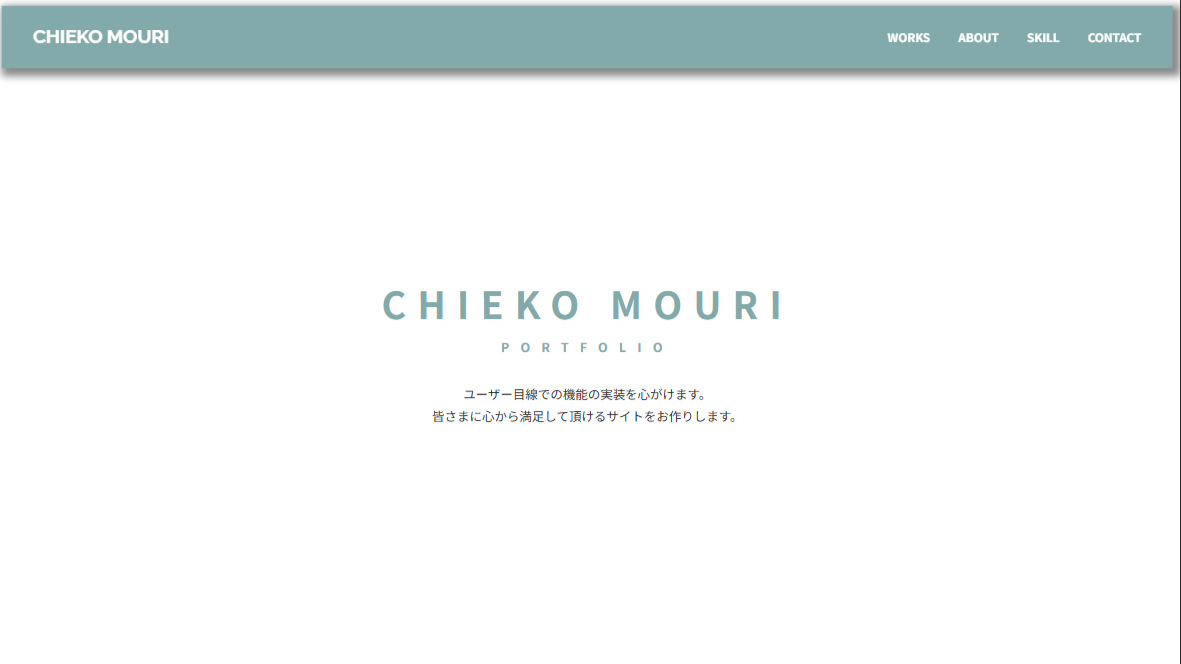 CHIEKO MOURI
WORKS ABOUT SKILL CONTACT
CHIEKO MOURI
PORTFOLIO
ユーザー目線での機能の実装を心がけます。
皆さまに心から満足して頂けるサイトをお作りします。